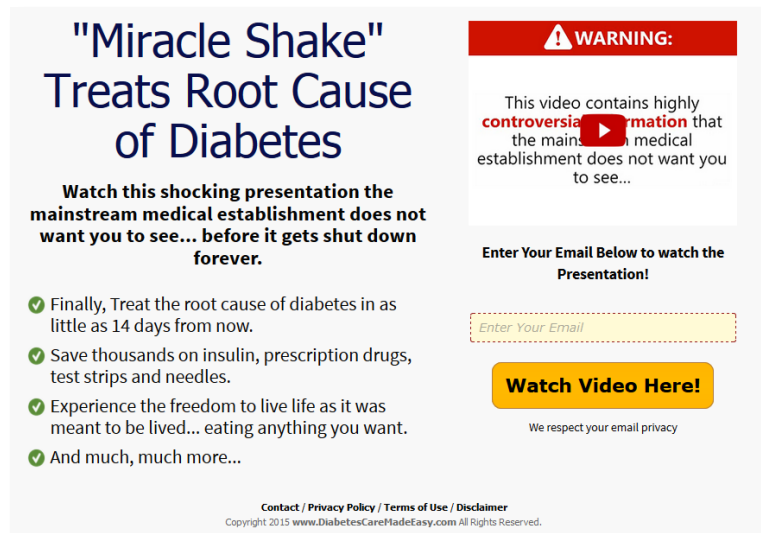 "Miracle Shake"
Treats Root Cause
of Diabetes
Watch this shocking presentation the
mainstream medical establishment does not
want you to see... before it gets shut down
forever.
Finally, Treat the root cause of diabetes in as
little as 14 days from now.
Save thousands on insulin, prescription drugs,
test strips and needles.
Experience the freedom to live life as it was
meant to be lived... eating anything you want.
And much, much more...
WARNING:
This video contains highly
controversia rmation that
the mains n medical
establishment does not want you
to see...
Enter Your Email Below to watch the
Presentation!
Enter Your Email
Watch Video Here!
We respect your email privacy
Contact / Privacy Policy / Terms of Use / Disclaimer
Copyright 2015 www.DiabetesCareMadeEasy.com All Rights Reserved.